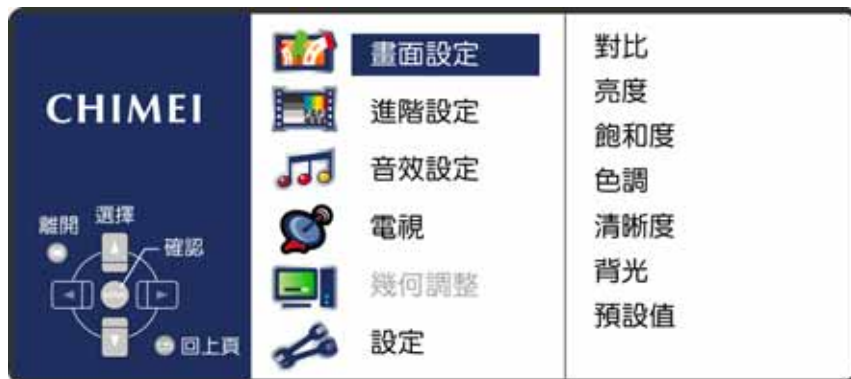 CHIMEI
離開
選擇
確認
回上頁
畫面設定
進階設定
音效設定
電視
幾何調整
設定
對比
亮度
飽和度
色調
清晰度
背光
預設值